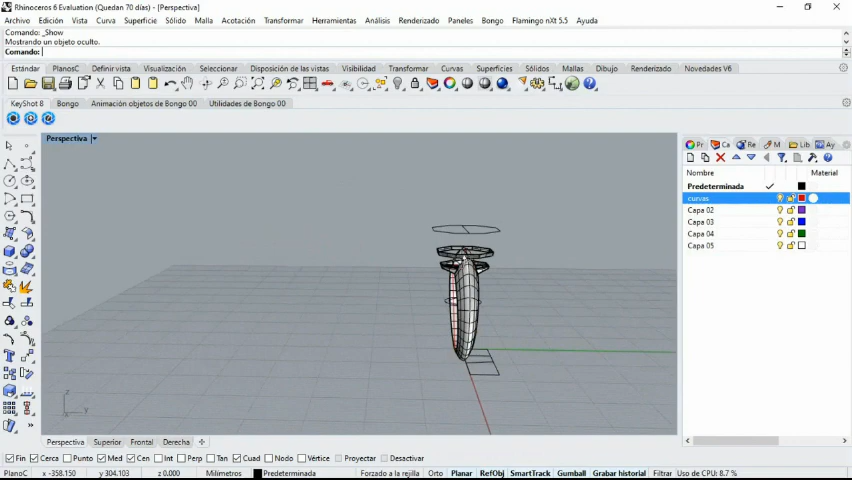 Rhinoceros 6 Evaluation (Quedan 70 días) - [Perspectiva]
Archivo Edición Vista Curva Superficie Sólido Malla Acotación Transformar Herramientas Análisis Renderizado Paneles Bongo Flamingo nXt 5.5 Ayuda
Comando: _Show
Mostrando un objeto oculto.
Comando:
Estándar PlanosC Definir vista Visualización Seleccionar Disposición de las vistas Visibilidad Transformar Curvas Superficies Sólidos Mallas Dibujo Renderizado Novedades V6
KeyShot 8 Bongo Animación objetos de Bongo 00 Utilidades de Bongo 00
Perspectiva
Pr Ca Re M Lib Ay
Nombre Material
Predeterminada
curvas
Capa 02
Capa 03
Capa 04
Capa 05
z y
Perspectiva Superior Frontal Derecha
Fin Cerca Punto Med Cen Int Perp Tan Cuad Nodo Vértice Proyectar Desactivar
PlanoC x -358.150 y 304.103 z 0.000 Milímetros Predeterminada Forzado a la rejilla Orto Planar RefObj SmartTrack Gumball Grabar historial Filtrar Uso de CPU: 8.7 %